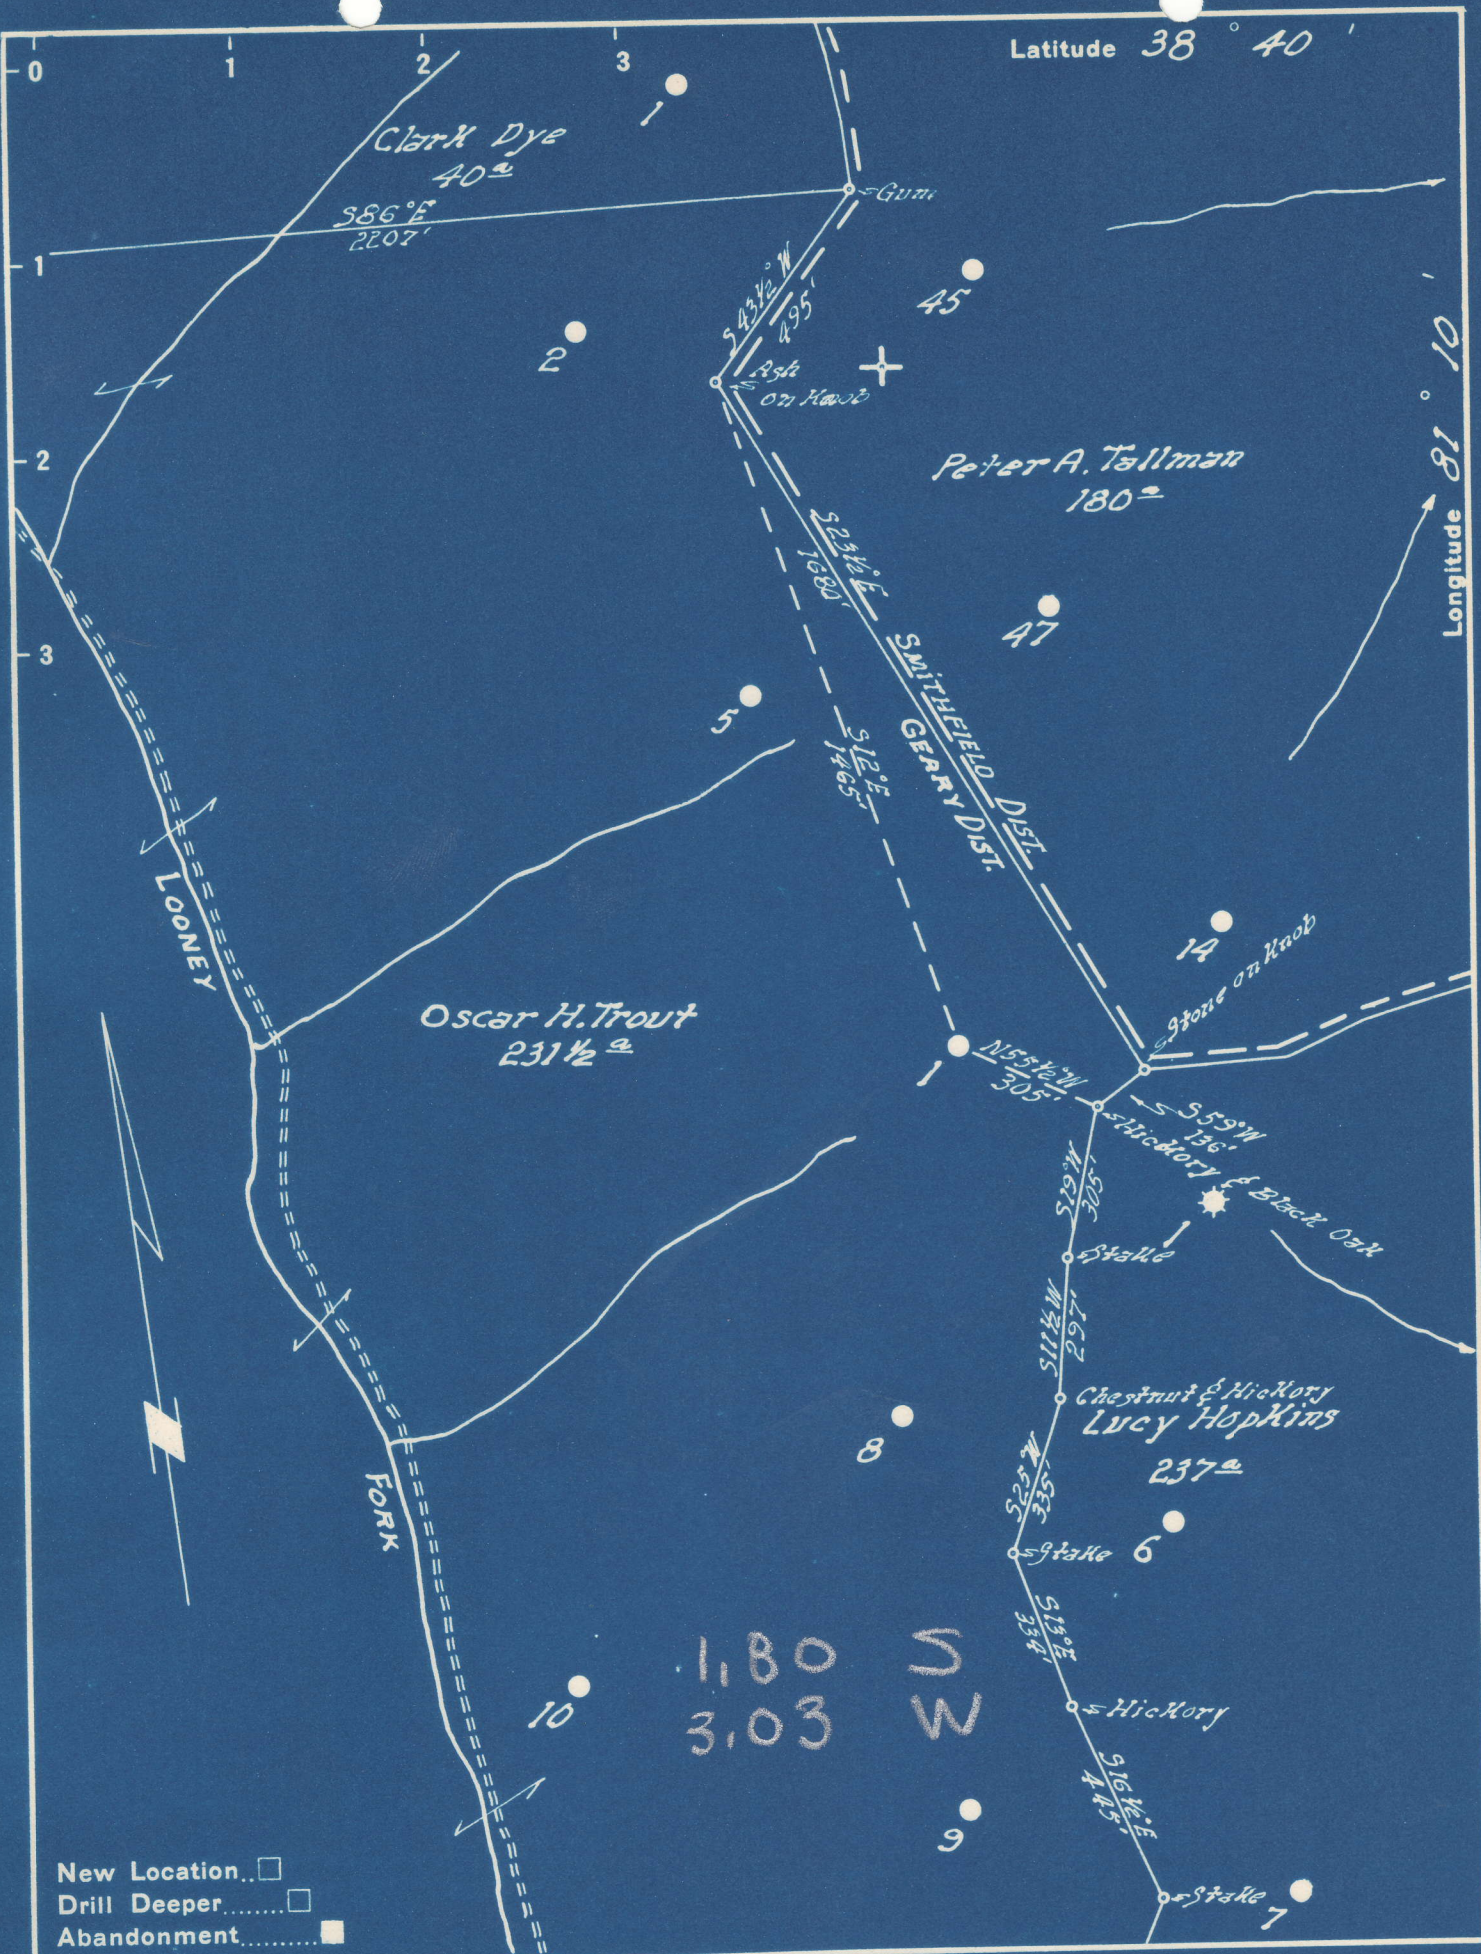 Latitude 38° 40'
0 1 2 3
1
2
3
Longitude 81° 10'
1
Clark Dye
40 a
S86°E
2207'
Gum
S43½°W
495'
45
2
Ash
on Knob
Peter A. Tallman
180 a
S23½°E
1680'
47
SMITHFIELD DIST.
GEARY DIST.
5
S12°E
1465'
LOONEY
14
Stone on Knob
Oscar H. Trout
231½ a
1
N55½°W
305'
S59°W
136'
Hickory & Black Oak
S19°W
305'
Stake
1
S11½°W
297'
Chestnut & Hickory
Lucy Hopkins
237 a
8
S25°W
335'
FORK
Stake
6
S13°E
334'
1.80 S
3.03 W
10
Hickory
S16½°E
445'
9
Stake
7
New Location..
Drill Deeper........
Abandonment..........